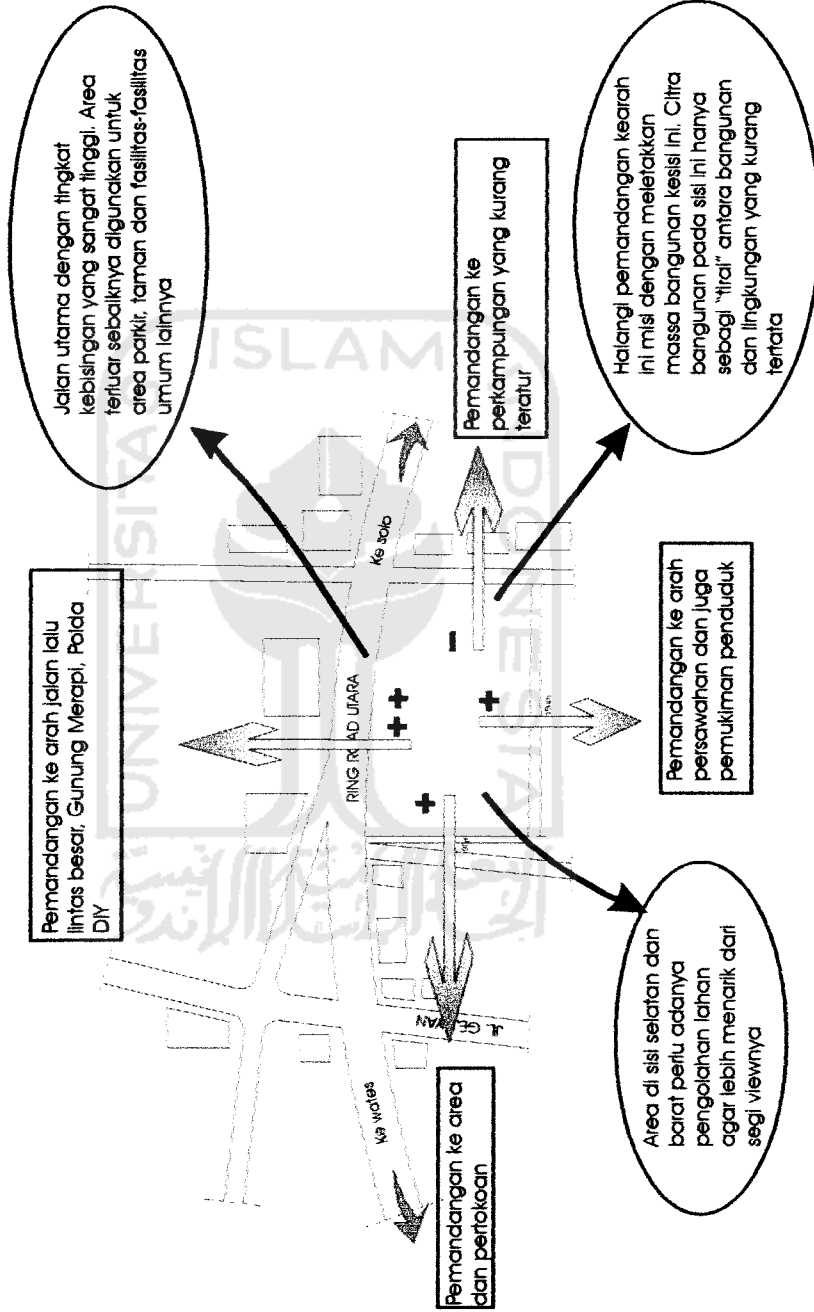 Jalan utama dengan tingkat
kebisingan yang sangat tinggi. Area
terluar sebaiknya digunakan untuk
area parkir, taman dan fasilitas-fasilitas
umum lainnya
Pemandangan ke arah jalan lalu
lintas besar, Gunung Merapi, Polda
DIY
Pemandangan ke
perkampungan yang kurang
teratur
Halangi pemandangan kearah
ini misi dengan meletakkan
massa bangunan kesisi ini. Citra
bangunan pada sisi ini hanya
sebagi "tirai" antara bangunan
dan lingkungan yang kurang
tertata
Pemandangan ke arah
persawahan dan juga
pemukiman penduduk
Area di sisi selatan dan
barat perlu adanya
pengolahan lahan
agar lebih menarik dari
segi viewnya
Pemandangan ke area
dan pertokoan
Ke wates
JL. GEJAYAN
RING ROAD UTARA
Ke solo
+ +
+
+
-
UNIVERSITAS
ISLAM
INDONESIA